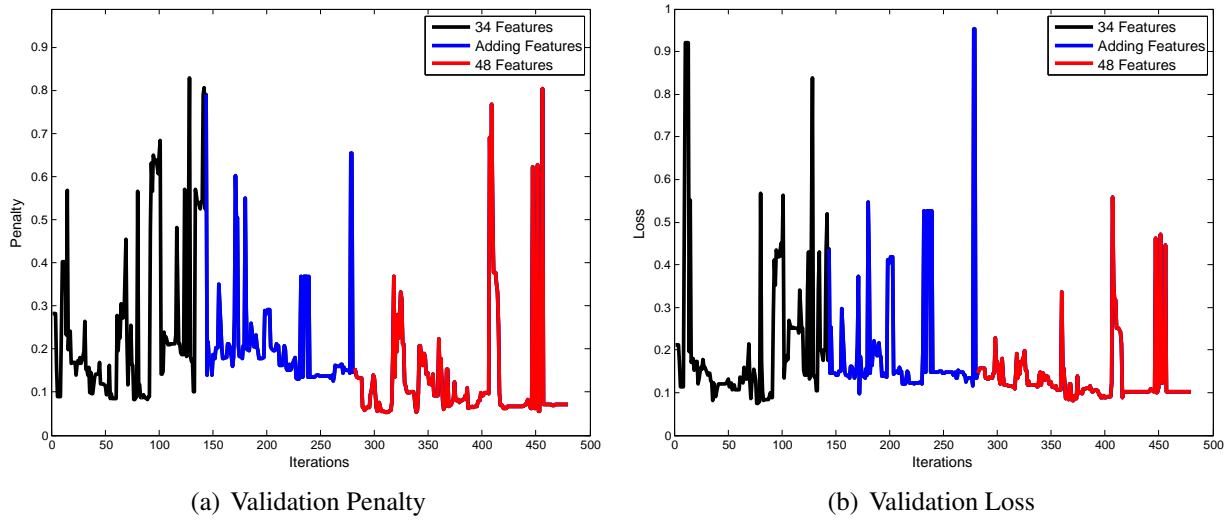 34 Features
Adding Features
48 Features
0.9
0.8
0.7
0.6
0.5
0.4
0.3
0.2
0.1
0
Penalty
0 50 100 150 200 250 300 350 400 450 500
Iterations
(a) Validation Penalty
34 Features
Adding Features
48 Features
1
0.9
0.8
0.7
0.6
0.5
0.4
0.3
0.2
0.1
0
Loss
0 50 100 150 200 250 300 350 400 450 500
Iterations
(b) Validation Loss